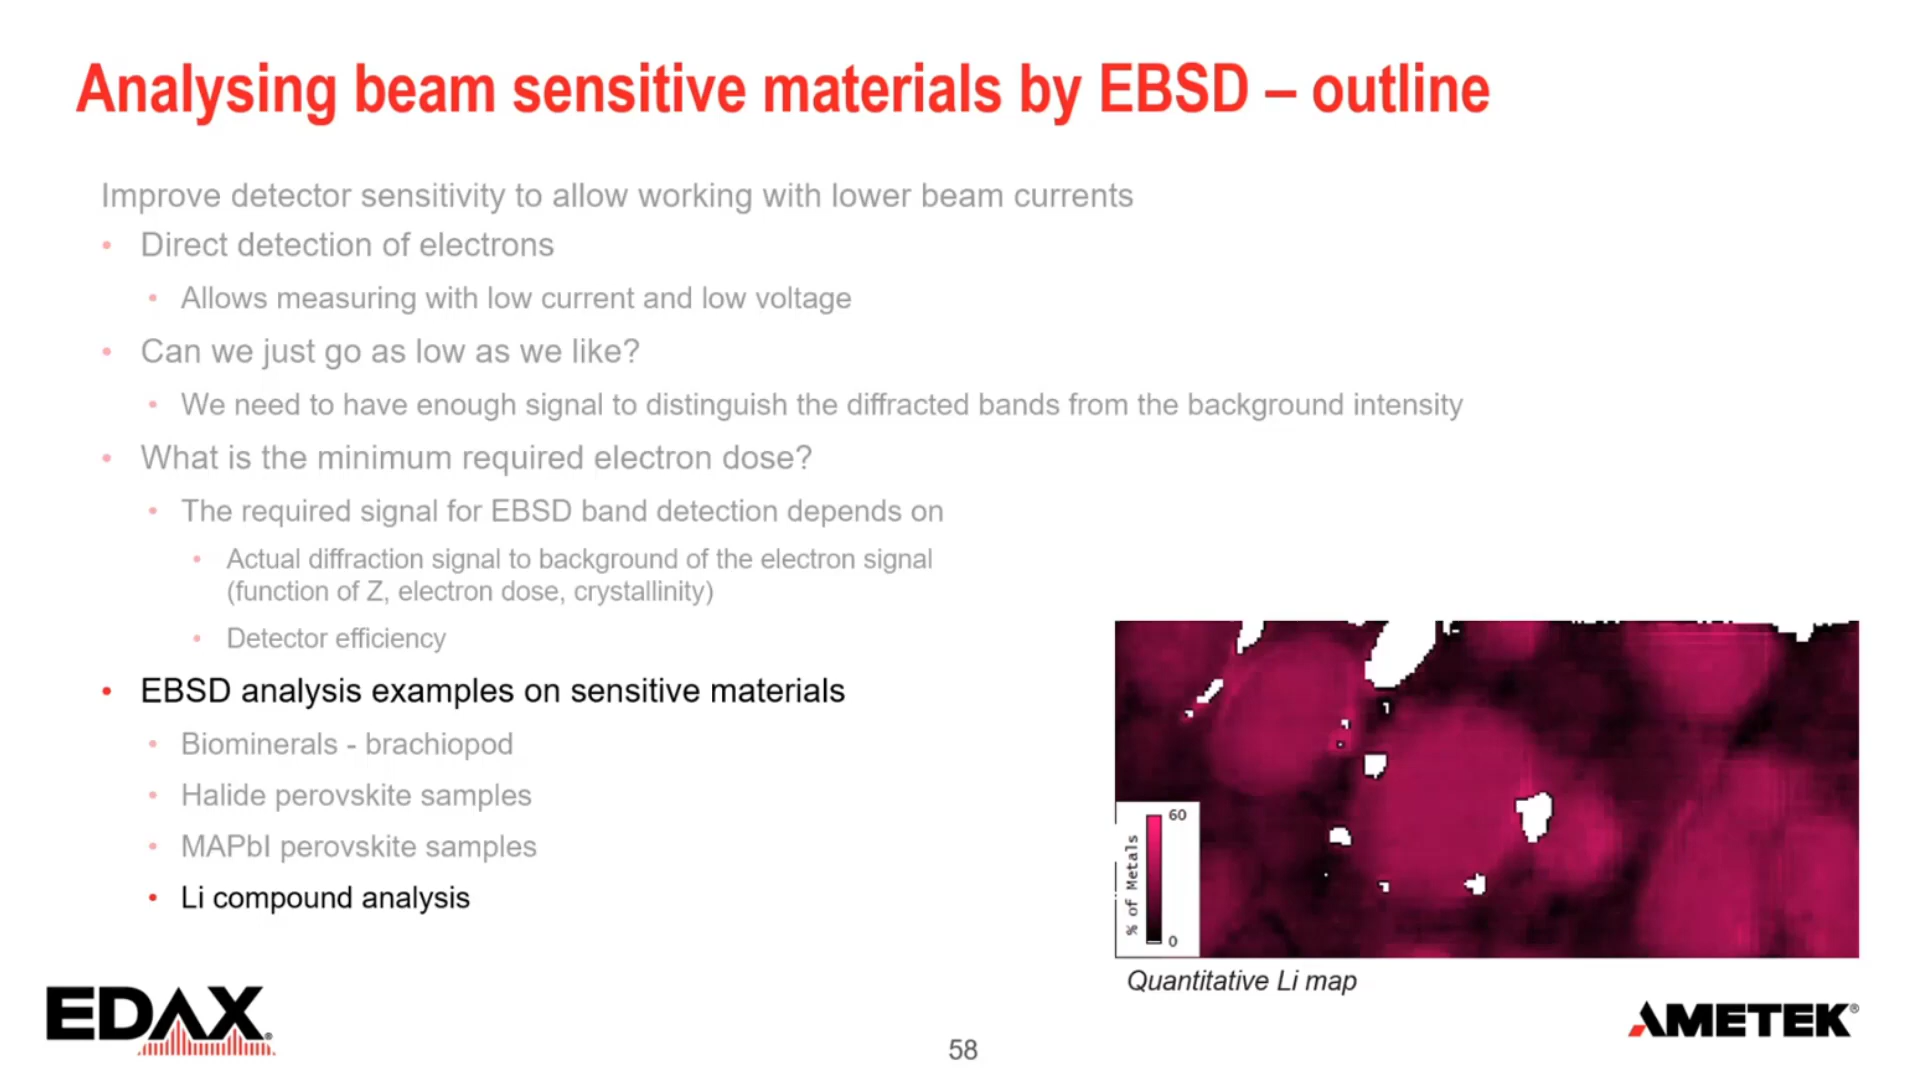 Analysing beam sensitive materials by EBSD – outline
Improve detector sensitivity to allow working with lower beam currents
• Direct detection of electrons
• Allows measuring with low current and low voltage
• Can we just go as low as we like?
• We need to have enough signal to distinguish the diffracted bands from the background intensity
• What is the minimum required electron dose?
• The required signal for EBSD band detection depends on
• Actual diffraction signal to background of the electron signal
(function of Z, electron dose, crystallinity)
• Detector efficiency
• EBSD analysis examples on sensitive materials
• Biominerals - brachiopod
• Halide perovskite samples
• MAPbI perovskite samples
• Li compound analysis
60
% of Metals
0
Quantitative Li map
EDAX®
58
AMETEK®